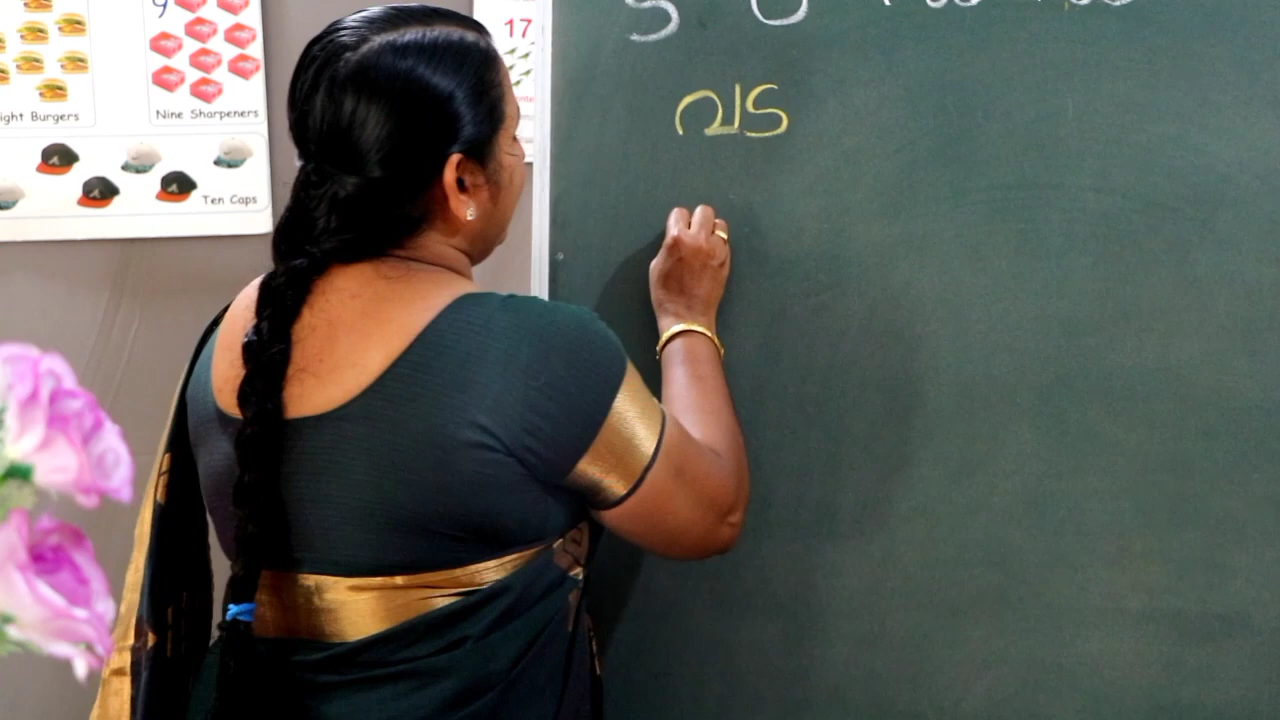 9
ight Burgers
Nine Sharpeners
Ten Caps
17
വട